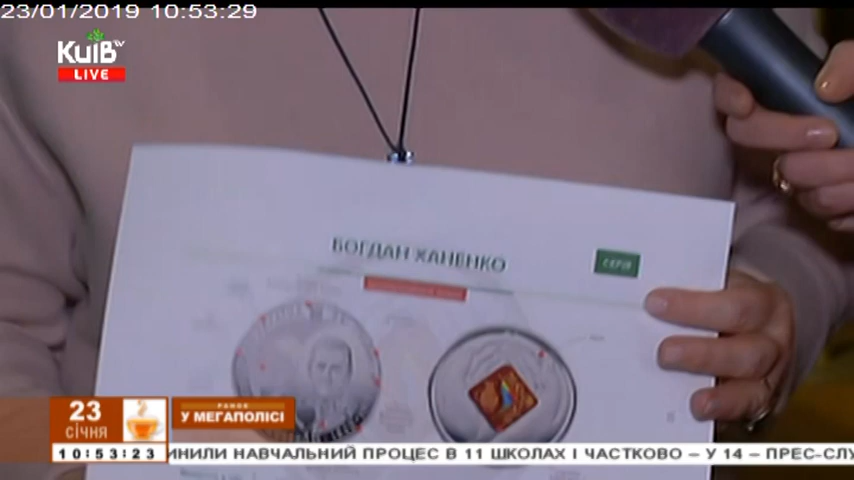 23/01/2019 10:53:29
КиЇВ tv
LIVE
БОГДАН ХАНЕНКО
СЕРІЯ
23
січня
РАНОК
У МЕГАПОЛІСІ
10:53:23
ИНИЛИ НАВЧАЛЬНИЙ ПРОЦЕС В 11 ШКОЛАХ І ЧАСТКОВО – У 14 – ПРЕС-СЛУ